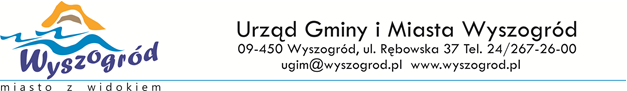 Wyszogród
miasto z widokiem
Urząd Gminy i Miasta Wyszogród
09-450 Wyszogród, ul. Rębowska 37 Tel. 24/267-26-00
ugim@wyszogrod.pl www.wyszogrod.pl